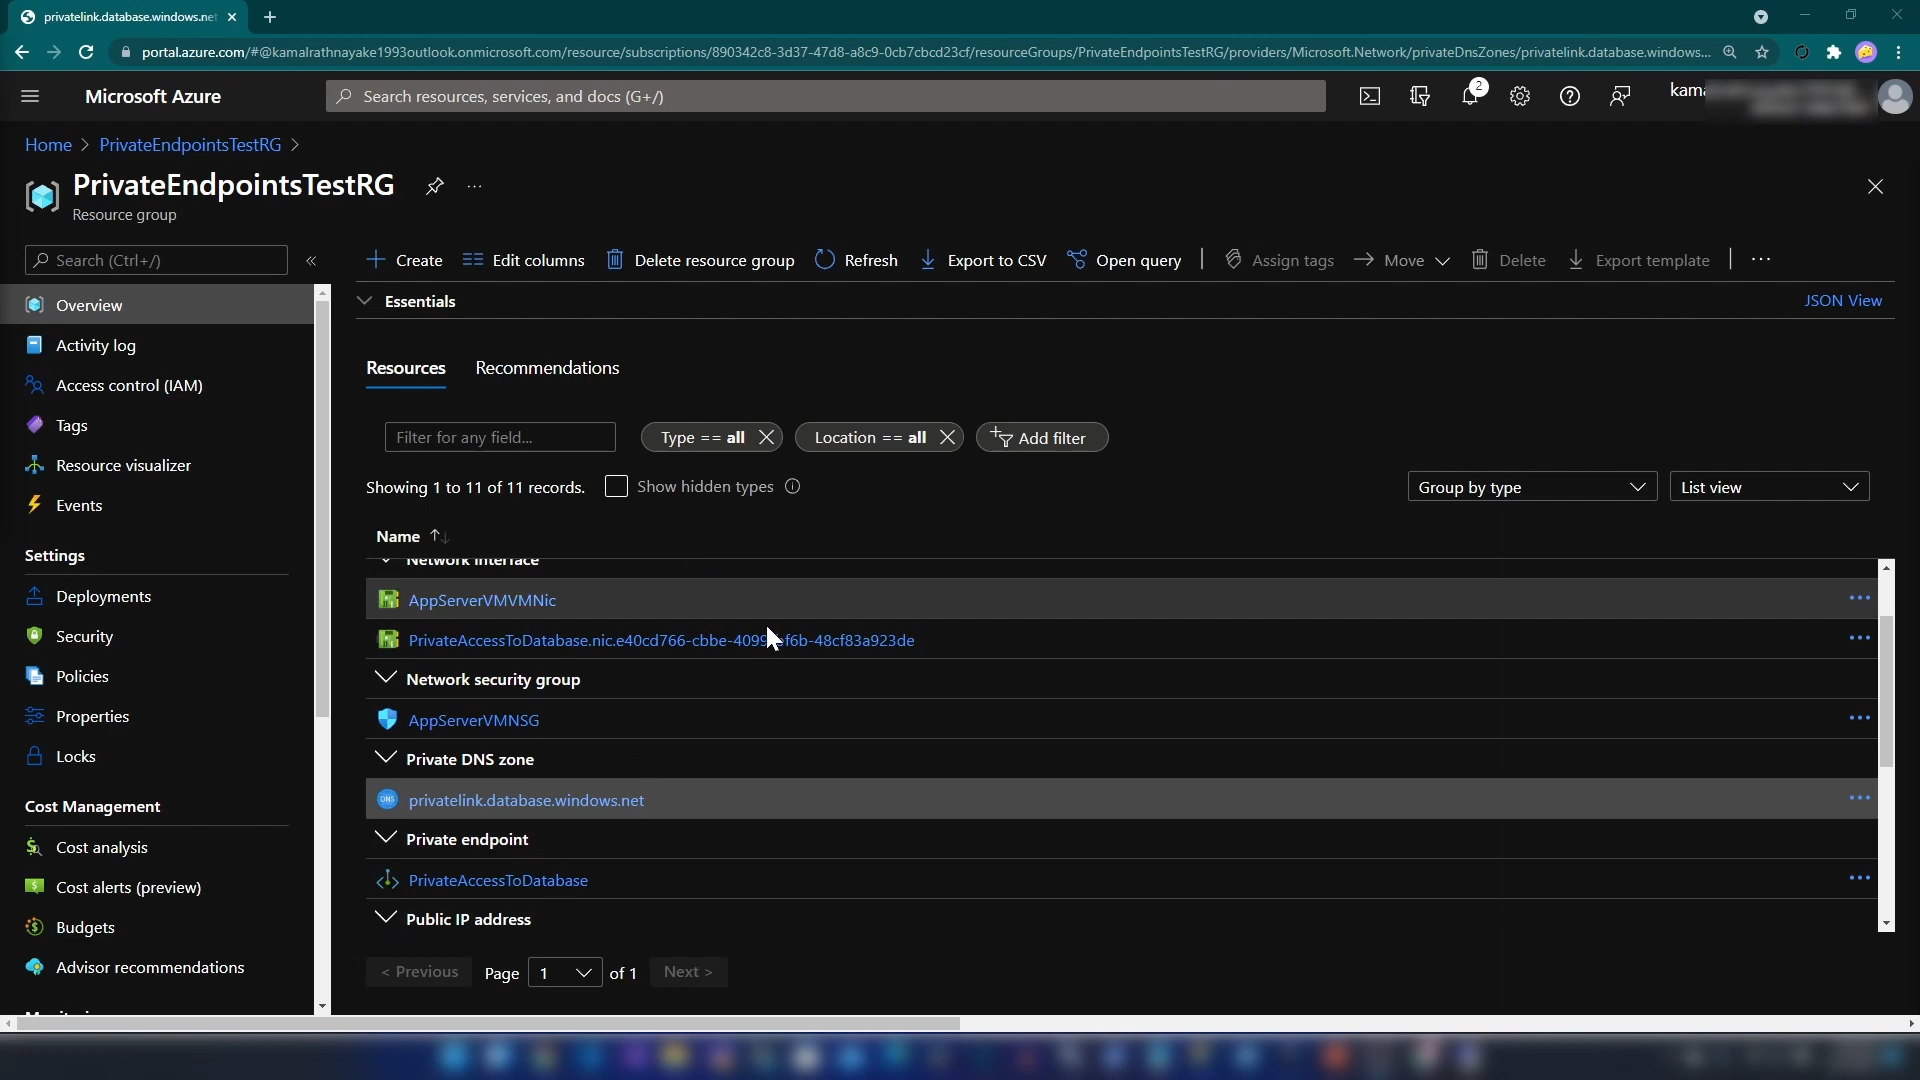 privatelink.database.windows.net
portal.azure.com/#@kamalrathnayake1993outlook.onmicrosoft.com/resource/subscriptions/890342c8-3d37-47d8-a8c9-0cb7cbcd23cf/resourceGroups/PrivateEndpointsTestRG/providers/Microsoft.Network/privateDnsZones/privatelink.database.windows...
Microsoft Azure
Search resources, services, and docs (G+/)
2
kama
Home > PrivateEndpointsTestRG >
PrivateEndpointsTestRG
...
Resource group
Search (Ctrl+/)
«
Create
Edit columns
Delete resource group
Refresh
Export to CSV
Open query
Assign tags
Move
Delete
Export template
...
Overview
Activity log
Access control (IAM)
Tags
Resource visualizer
Events
Settings
Deployments
Security
Policies
Properties
Locks
Cost Management
Cost analysis
Cost alerts (preview)
Budgets
Advisor recommendations
Essentials
JSON View
Resources
Recommendations
Filter for any field...
Type == all
Location == all
Add filter
Showing 1 to 11 of 11 records.
Show hidden types
Group by type
List view
Name ↑↓
Network interface
AppServerVMVMNic
PrivateAccessToDatabase.nic.e40cd766-cbbe-4099 f6b-48cf83a923de
Network security group
AppServerVMNSG
Private DNS zone
DNS privatelink.database.windows.net
Private endpoint
PrivateAccessToDatabase
Public IP address
< Previous
Page 1 of 1
Next >